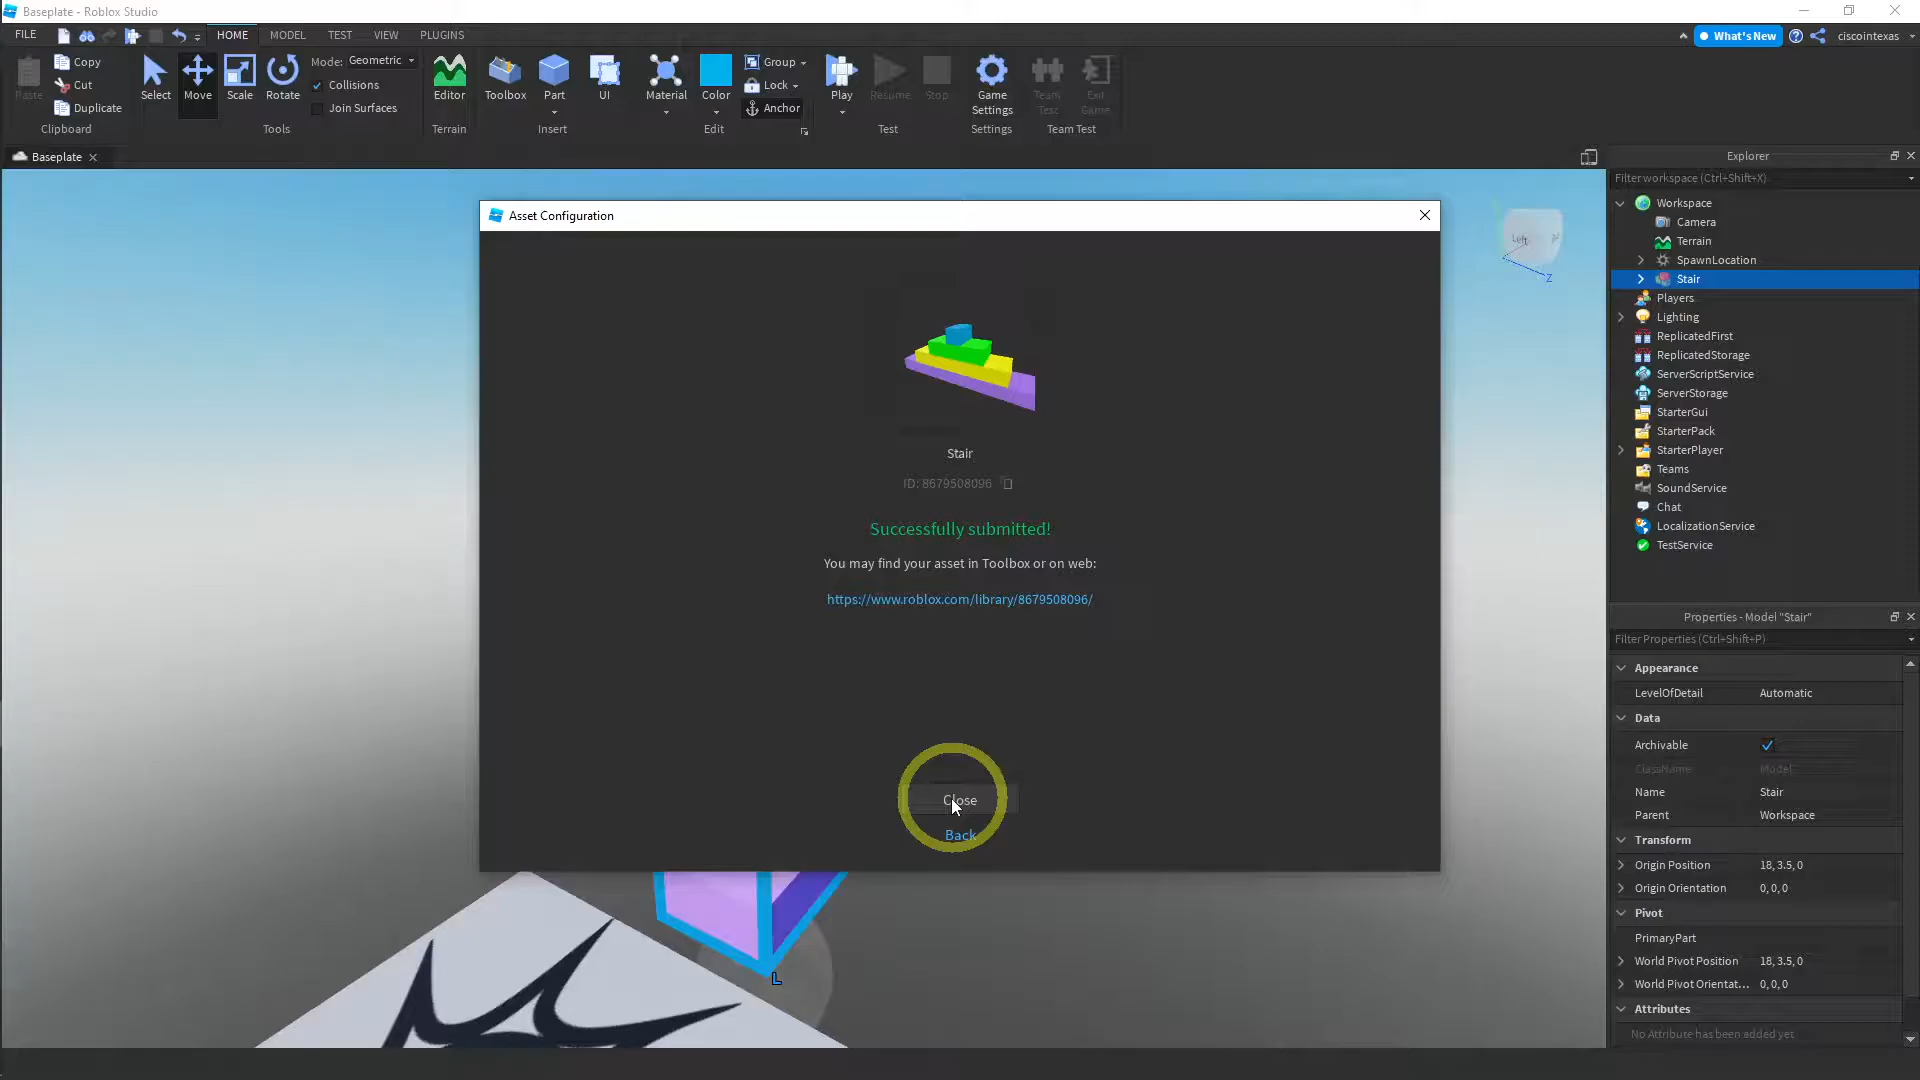 Baseplate - Roblox Studio
FILE HOME MODEL TEST VIEW PLUGINS What's New ciscointexas
Paste Copy Cut Duplicate
Clipboard
Select Move Scale Rotate Mode: Geometric Collisions Join Surfaces
Tools
Editor
Terrain
Toolbox Part UI
Insert
Material Color Group Lock Anchor
Edit
Play Resume Stop
Test
Game Settings
Settings
Team Test Exit Game
Team Test
Baseplate
Asset Configuration
Left
Z
Stair
ID: 8679508096
Successfully submitted!
You may find your asset in Toolbox or on web:
https://www.roblox.com/library/8679508096/
Close
Back
L
Explorer
Filter workspace (Ctrl+Shift+X)
Workspace
Camera
Terrain
SpawnLocation
Stair
Players
Lighting
ReplicatedFirst
ReplicatedStorage
ServerScriptService
ServerStorage
StarterGui
StarterPack
StarterPlayer
Teams
SoundService
Chat
LocalizationService
TestService
Properties - Model "Stair"
Filter Properties (Ctrl+Shift+P)
Appearance
LevelOfDetail Automatic
Data
Archivable
ClassName Model
Name Stair
Parent Workspace
Transform
Origin Position 18, 3.5, 0
Origin Orientation 0, 0, 0
Pivot
PrimaryPart
World Pivot Position 18, 3.5, 0
World Pivot Orientat... 0, 0, 0
Attributes
No Attribute has been added yet